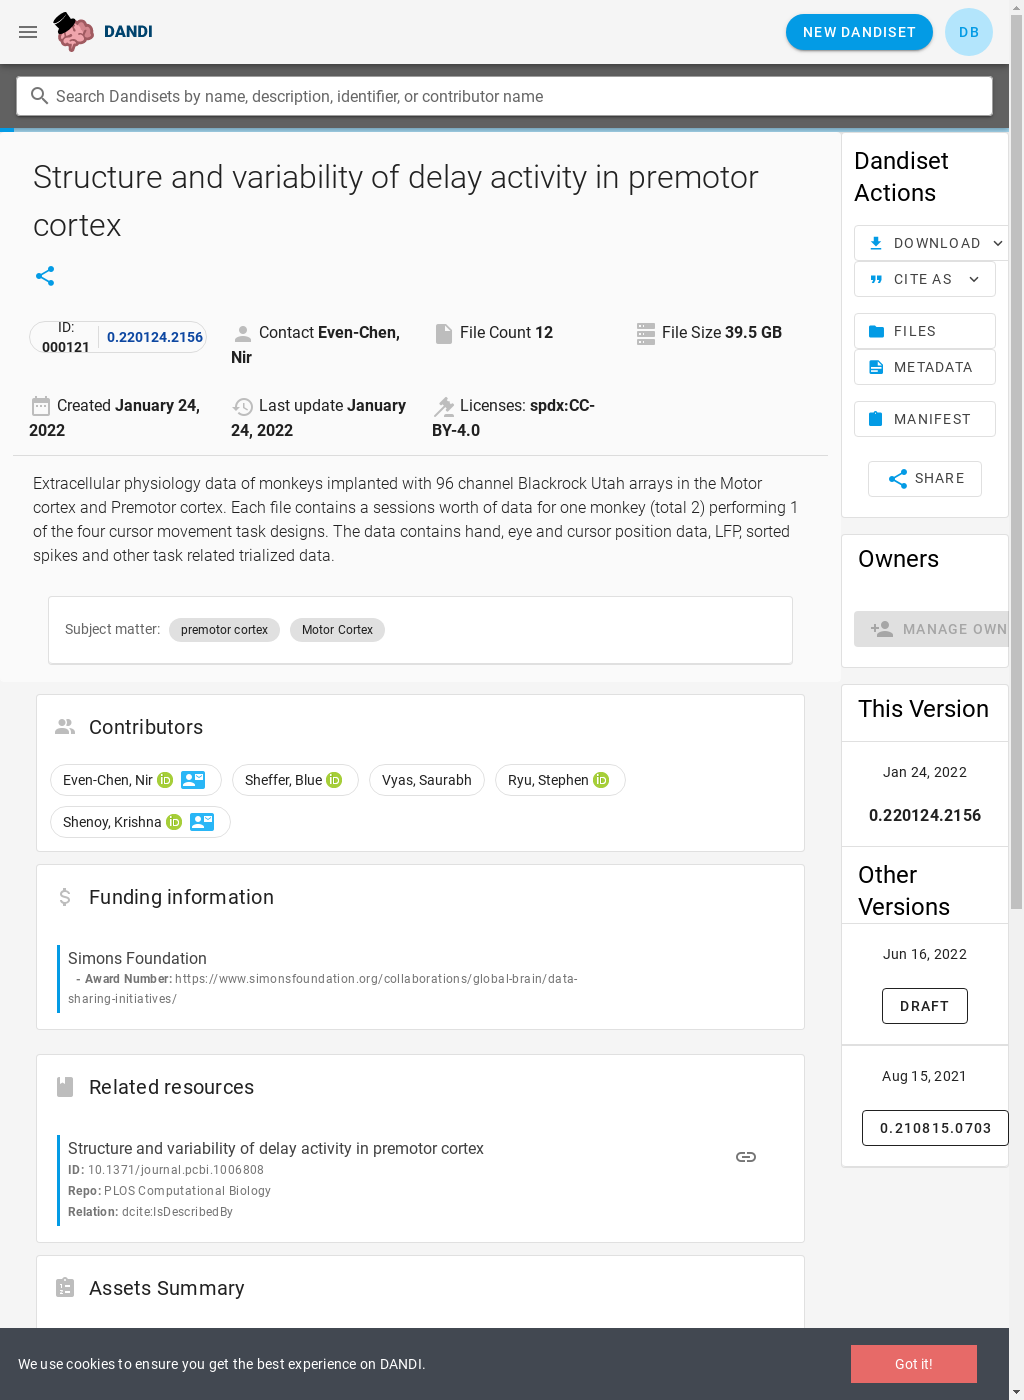 DANDI
NEW DANDISET
DB
Search Dandisets by name, description, identifier, or contributor name
Structure and variability of delay activity in premotor
cortex
ID:
000121
0.220124.2156
Contact Even-Chen,
Nir
File Count 12
File Size 39.5 GB
Created January 24,
2022
Last update January
24, 2022
Licenses: spdx:CC-
BY-4.0
Extracellular physiology data of monkeys implanted with 96 channel Blackrock Utah arrays in the Motor
cortex and Premotor cortex. Each file contains a sessions worth of data for one monkey (total 2) performing 1
of the four cursor movement task designs. The data contains hand, eye and cursor position data, LFP, sorted
spikes and other task related trialized data.
Subject matter: premotor cortex Motor Cortex
Contributors
Even-Chen, Nir iD Sheffer, Blue iD Vyas, Saurabh Ryu, Stephen iD
Shenoy, Krishna iD
Funding information
Simons Foundation
- Award Number: https://www.simonsfoundation.org/collaborations/global-brain/data-
sharing-initiatives/
Related resources
Structure and variability of delay activity in premotor cortex
ID: 10.1371/journal.pcbi.1006808
Repo: PLOS Computational Biology
Relation: dcite:IsDescribedBy
Assets Summary
Dandiset
Actions
DOWNLOAD
CITE AS
FILES
METADATA
MANIFEST
SHARE
Owners
MANAGE OWN
This Version
Jan 24, 2022
0.220124.2156
Other
Versions
Jun 16, 2022
DRAFT
Aug 15, 2021
0.210815.0703
We use cookies to ensure you get the best experience on DANDI.
Got it!